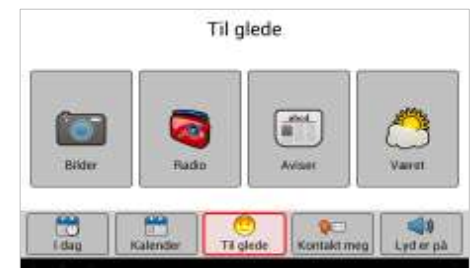 Til glede
Bilder Radio Aviser Været
I dag Kalender Til glede Kontakt meg Lyd er på